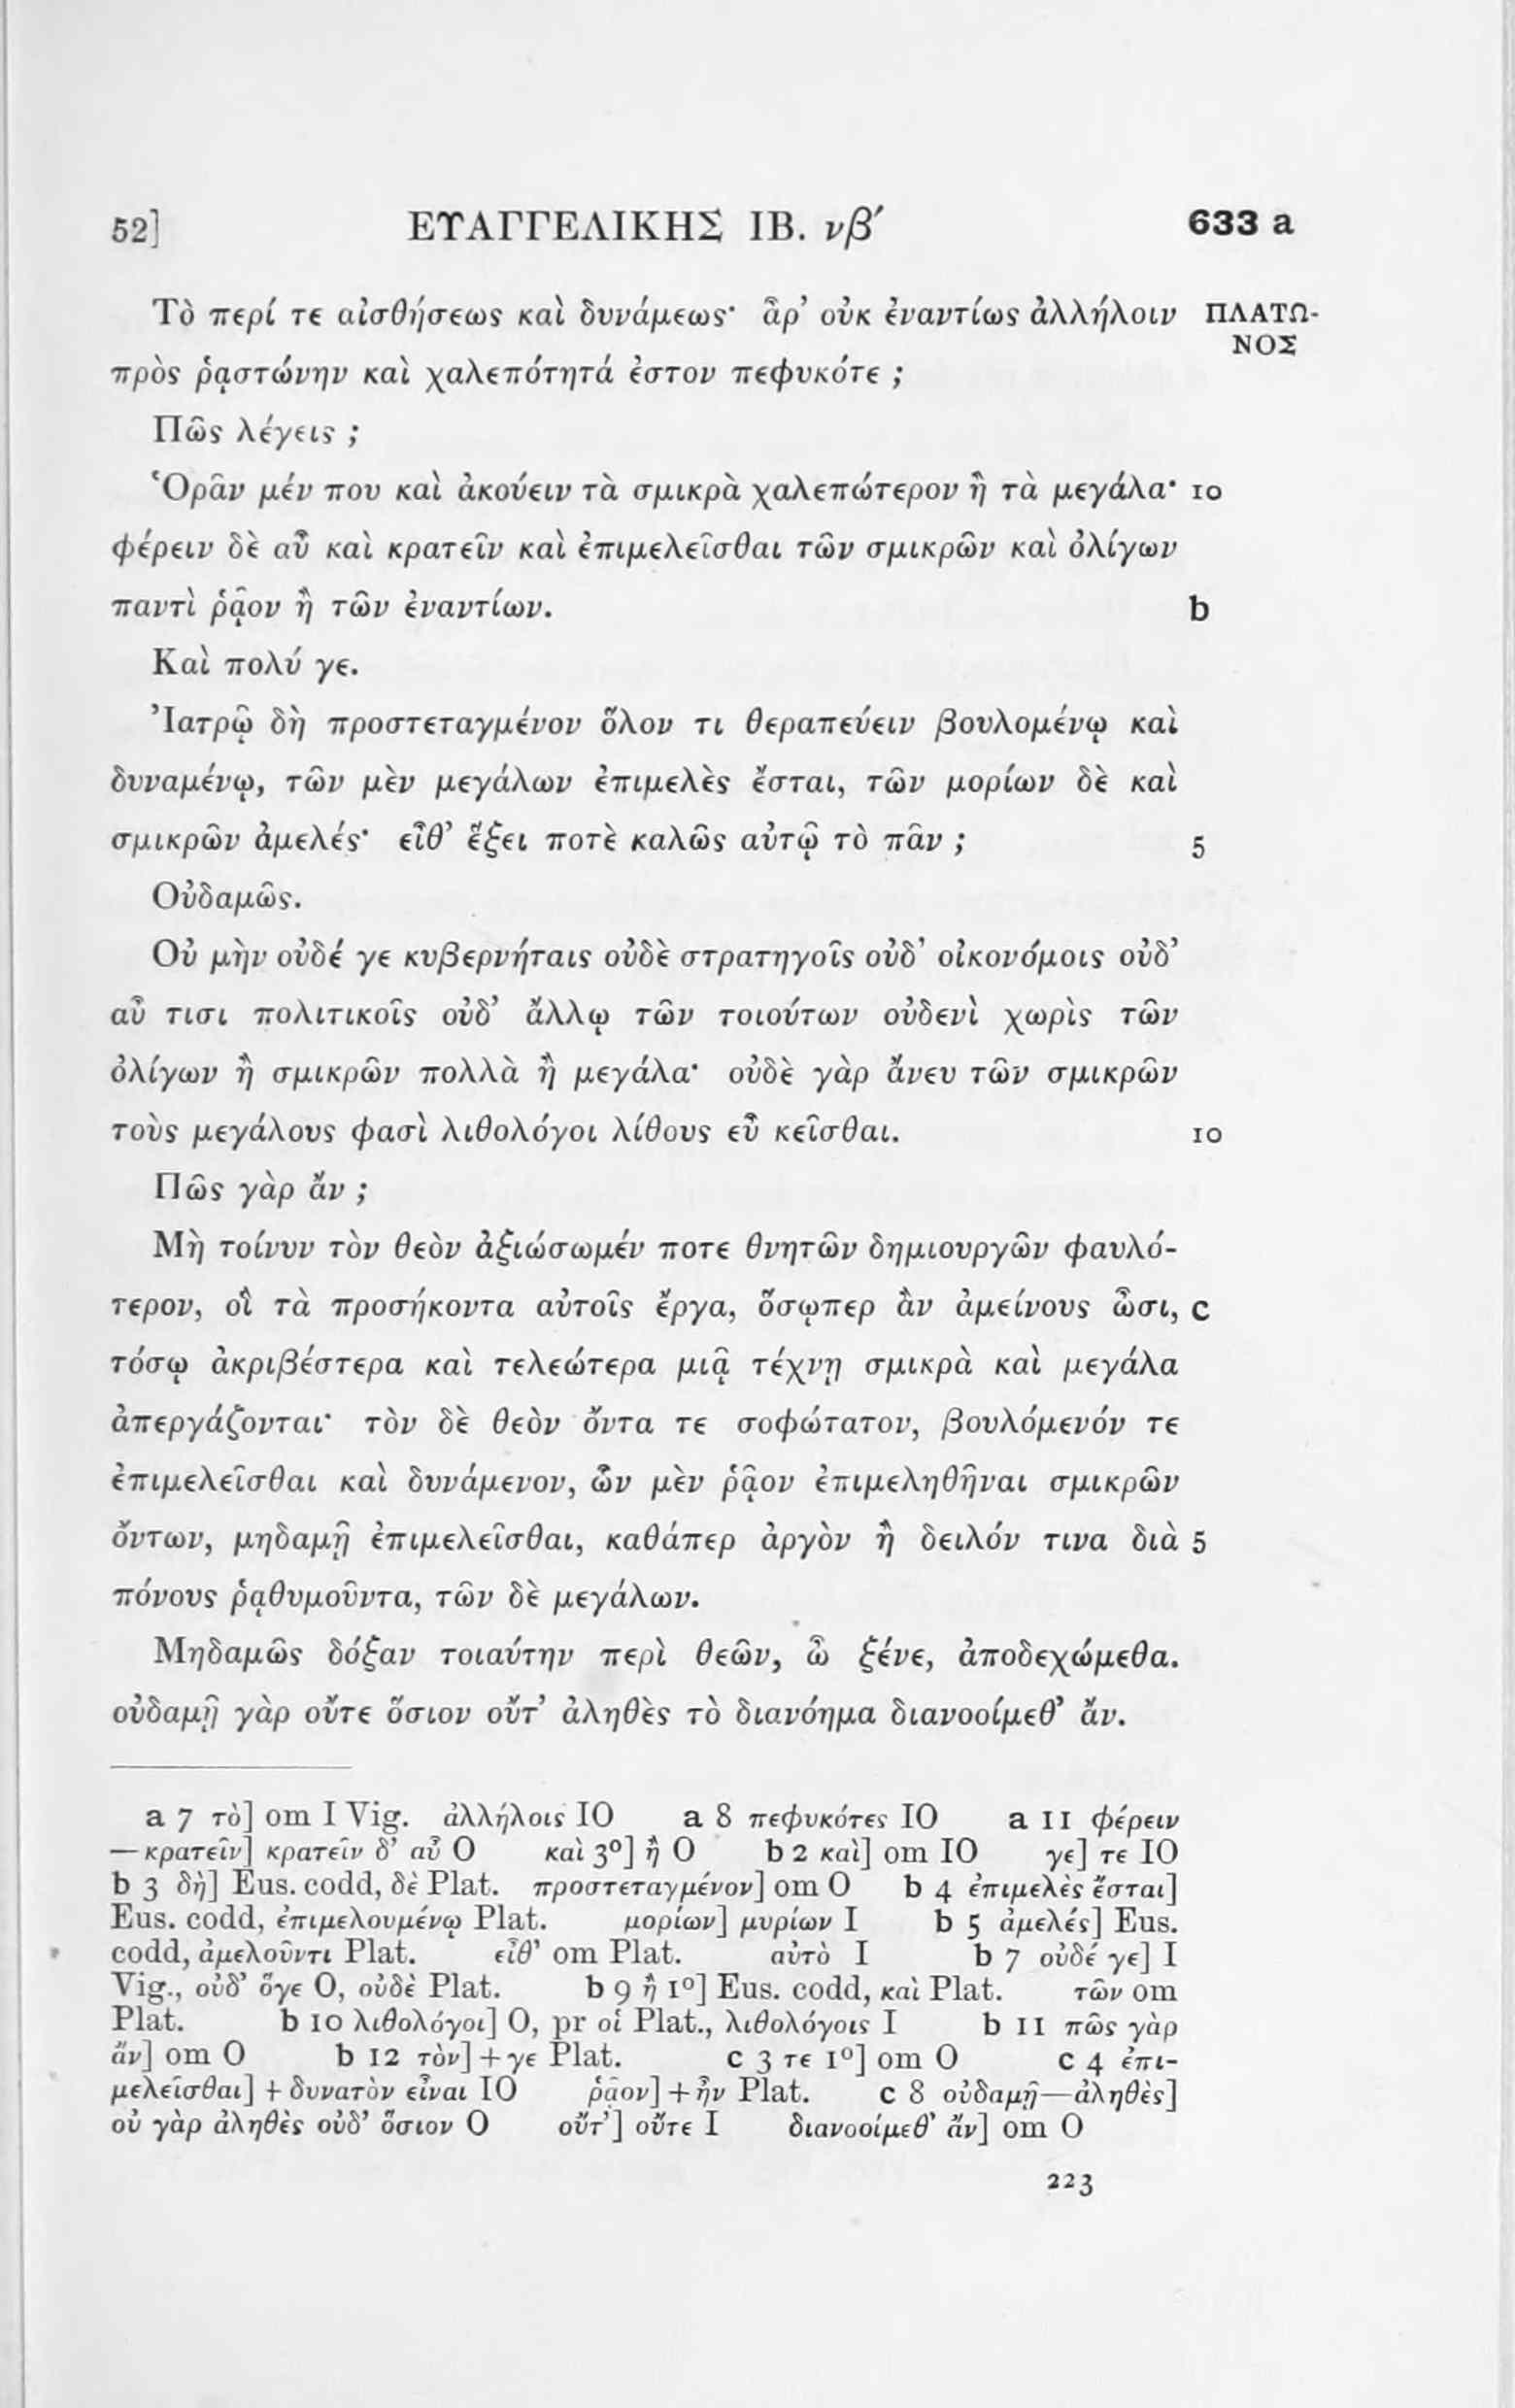 52] ΕΥΑΓΓΕΛΙΚΗΣ ΙΒ. νβʹ 633 a
Τὸ περί τε αἰσθήσεως καὶ δυνάμεως· ἆρ’ οὐκ ἐναντίως ἀλλήλοιν ΠΛΑΤΩ-
ΝΟΣ
πρὸς ῥᾳστώνην καὶ χαλεπότητά ἐστον πεφυκότε ;
Πῶς λέγεις ;
Ὁρᾶν μέν που καὶ ἀκούειν τὰ σμικρὰ χαλεπώτερον ἢ τὰ μεγάλα· 10
φέρειν δὲ αὖ καὶ κρατεῖν καὶ ἐπιμελεῖσθαι τῶν σμικρῶν καὶ ὀλίγων
παντὶ ῥᾷον ἢ τῶν ἐναντίων. b
Καὶ πολύ γε.
Ἰατρῷ δὴ προστεταγμένον ὅλον τι θεραπεύειν βουλομένῳ καὶ
δυναμένῳ, τῶν μὲν μεγάλων ἐπιμελὲς ἔσται, τῶν μορίων δὲ καὶ
σμικρῶν ἀμελές· εἶθ’ ἕξει ποτὲ καλῶς αὐτῷ τὸ πᾶν ; 5
Οὐδαμῶς.
Οὐ μὴν οὐδέ γε κυβερνήταις οὐδὲ στρατηγοῖς οὐδ’ οἰκονόμοις οὐδ’
αὖ τισι πολιτικοῖς οὐδ’ ἄλλῳ τῶν τοιούτων οὐδενὶ χωρὶς τῶν
ὀλίγων ἢ σμικρῶν πολλὰ ἢ μεγάλα· οὐδὲ γὰρ ἄνευ τῶν σμικρῶν
τοὺς μεγάλους φασὶ λιθολόγοι λίθους εὖ κεῖσθαι. 10
Πῶς γὰρ ἄν ;
Μὴ τοίνυν τὸν θεὸν ἀξιώσωμέν ποτε θνητῶν δημιουργῶν φαυλό-
τερον, οἳ τὰ προσήκοντα αὐτοῖς ἔργα, ὅσῳπερ ἂν ἀμείνους ὦσι, c
τόσῳ ἀκριβέστερα καὶ τελεώτερα μιᾷ τέχνῃ σμικρὰ καὶ μεγάλα
ἀπεργάζονται· τὸν δὲ θεὸν ὄντα τε σοφώτατον, βουλόμενόν τε
ἐπιμελεῖσθαι καὶ δυνάμενον, ὧν μὲν ῥᾷον ἐπιμεληθῆναι σμικρῶν
ὄντων, μηδαμῇ ἐπιμελεῖσθαι, καθάπερ ἀργὸν ἢ δειλόν τινα διὰ 5
πόνους ῥᾳθυμοῦντα, τῶν δὲ μεγάλων.
Μηδαμῶς δόξαν τοιαύτην περὶ θεῶν, ὦ ξένε, ἀποδεχώμεθα.
οὐδαμῇ γὰρ οὔτε ὅσιον οὔτ’ ἀληθὲς τὸ διανόημα διανοοίμεθ’ ἄν.
a 7 τὸ] om I Vig. ἀλλήλοις IO a 8 πεφυκότες IO a 11 φέρειν
—κρατεῖν] κρατεῖν δ’ αὖ O καὶ 3º] ἢ O b 2 καὶ] om IO γε] τε IO
b 3 δὴ] Eus. codd, δὲ Plat. προστεταγμένον] om O b 4 ἐπιμελὲς ἔσται]
Eus. codd, ἐπιμελουμένῳ Plat. μορίων] μυρίων I b 5 ἀμελές] Eus.
codd, ἀμελοῦντι Plat. εἶθ’ om Plat. αὐτὸ I b 7 οὐδέ γε] I
Vig., οὐδ’ ὅγε O, οὐδὲ Plat. b 9 ἢ 1º] Eus. codd, καὶ Plat. τῶν om
Plat. b 10 λιθολόγοι] O, pr οἱ Plat., λιθολόγοις I b 11 πῶς γὰρ
ἄν] om O b 12 τὸν] + γε Plat. c 3 τε 1º] om O c 4 ἐπι-
μελεῖσθαι] + δυνατὸν εἶναι IO ῥᾷον] + ἦν Plat. c 8 οὐδαμῇ—ἀληθὲς]
οὐ γὰρ ἀληθὲς οὐδ’ ὅσιον O οὔτ’] οὔτε I διανοοίμεθ’ ἄν] om O
223